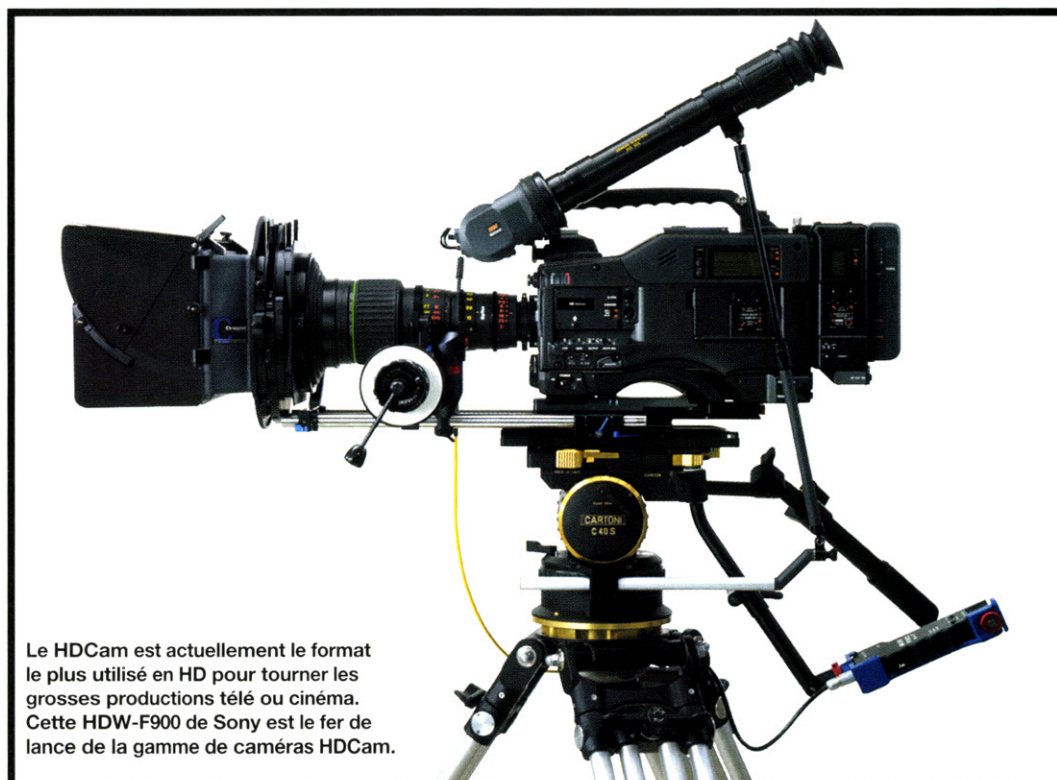 CARTONI
C 40 S
Le HDCam est actuellement le format
le plus utilisé en HD pour tourner les
grosses productions télé ou cinéma.
Cette HDW-F900 de Sony est le fer de
lance de la gamme de caméras HDCam.